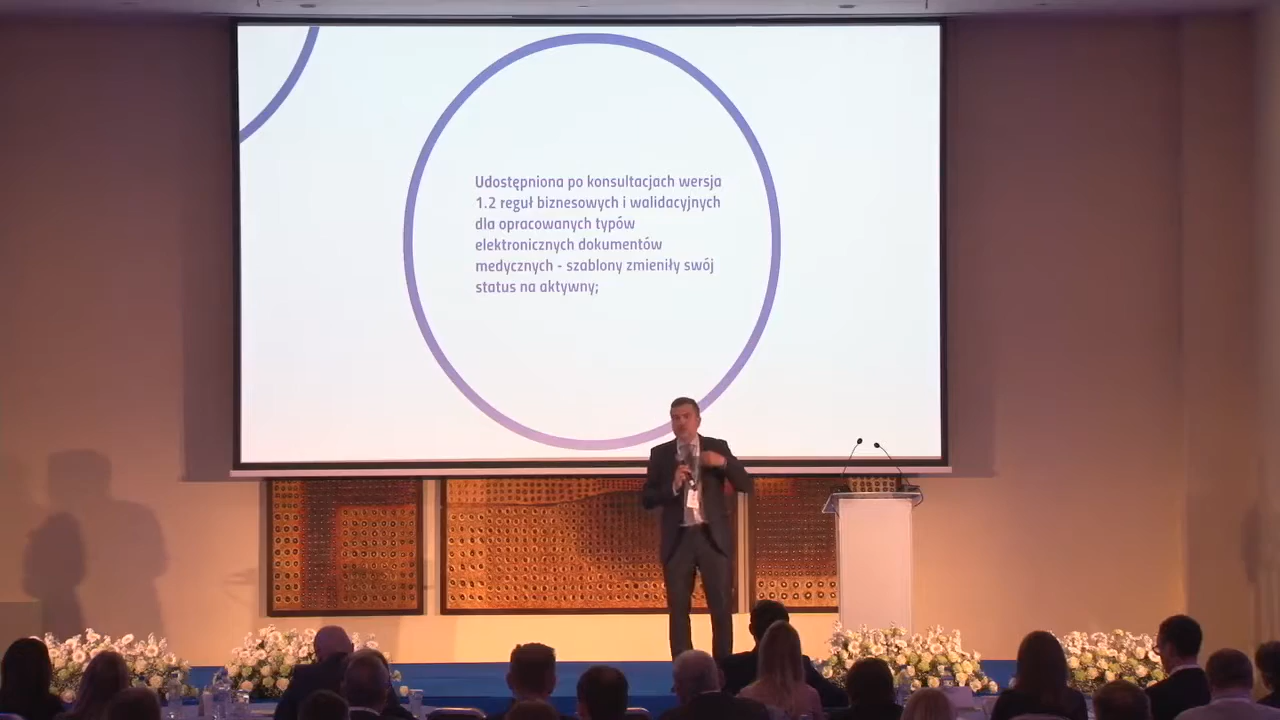 Udostępniona po konsultacjach wersja
1.2 reguł biznesowych i walidacyjnych
dla opracowanych typów
elektronicznych dokumentów
medycznych - szablony zmieniły swój
status na aktywny;